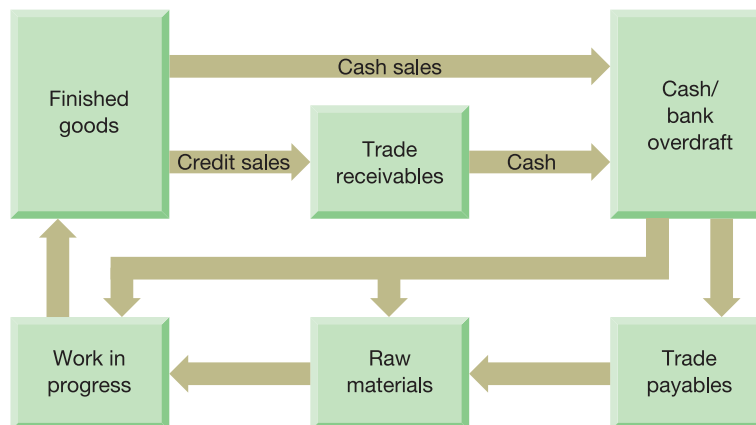 Finished
goods
Cash sales
Cash/
bank
overdraft
Credit sales
Trade
receivables
Cash
Work in
progress
Raw
materials
Trade
payables